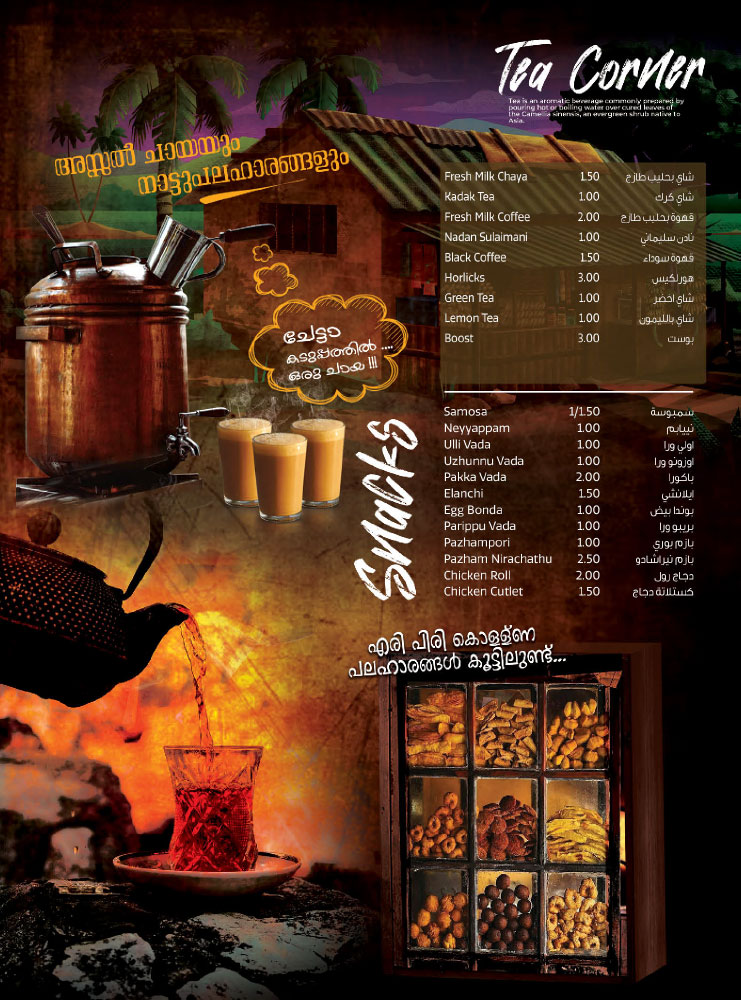 Tea Corner
Tea is an aromatic beverage commonly prepared by
pouring hot or boiling water over cured leaves of
the Camellia sinensis, an evergreen shrub native to
Asia.
അസ്സൽ ചായയും
നാട്ടുപലഹാരങ്ങളും
Fresh Milk Chaya 1.50 شاي بحليب طازج
Kadak Tea 1.00 شاي كرك
Fresh Milk Coffee 2.00 قهوة بحليب طازج
Nadan Sulaimani 1.00 نادن سليماني
Black Coffee 1.50 قهوة سوداء
Horlicks 3.00 هورلكيس
Green Tea 1.00 شاي اخضر
Lemon Tea 1.00 شاي بالليمون
Boost 3.00 بوست
ചേട്ടാ
കടുപ്പത്തിൽ ....
ഒരു ചായ !!!
Snacks
Samosa 1/1.50 سمبوسة
Neyyappam 1.00 نييابم
Ulli Vada 1.00 اولي ورا
Uzhunnu Vada 1.00 اوزونو ورا
Pakka Vada 2.00 باكورا
Elanchi 1.50 ايلانشي
Egg Bonda 1.00 بوندا بيض
Parippu Vada 1.00 بريبو ورا
Pazhampori 1.00 بازم بوري
Pazham Nirachathu 2.50 بازم نيراشادو
Chicken Roll 2.00 دجاج رول
Chicken Cutlet 1.50 كستلاتة دجاج
എരി പിരി കൊള്ള്ണ
പലഹാരങ്ങൾ കൂട്ടിലുണ്ട്...